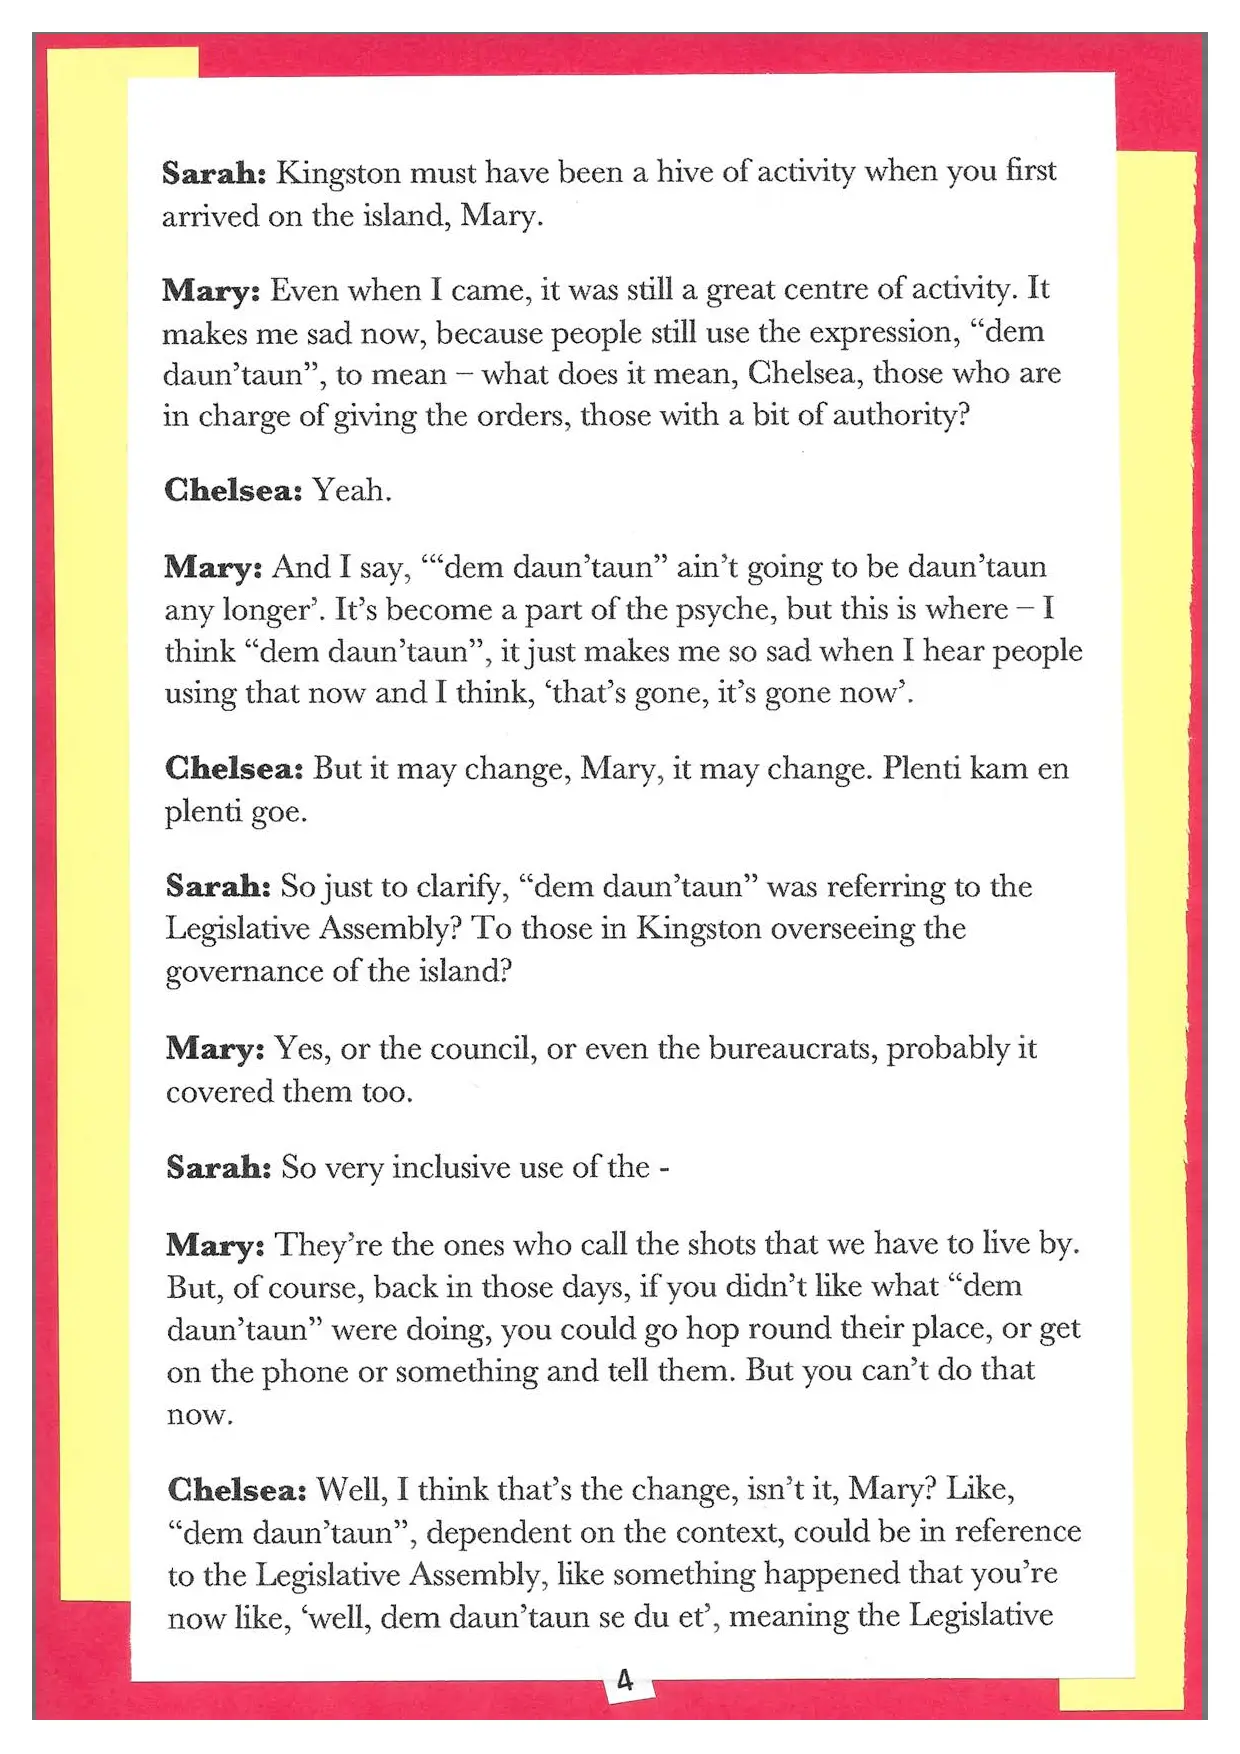 Sarah: Kingston must have been a hive of activity when you first
arrived on the island, Mary.
Mary: Even when I came, it was still a great centre of activity. It
makes me sad now, because people still use the expression, “dem
daun’taun”, to mean – what does it mean, Chelsea, those who are
in charge of giving the orders, those with a bit of authority?
Chelsea: Yeah.
Mary: And I say, “‘dem daun’taun” ain’t going to be daun’taun
any longer’. It’s become a part of the psyche, but this is where – I
think “dem daun’taun”, it just makes me so sad when I hear people
using that now and I think, ‘that’s gone, it’s gone now’.
Chelsea: But it may change, Mary, it may change. Plenti kam en
plenti goe.
Sarah: So just to clarify, “dem daun’taun” was referring to the
Legislative Assembly? To those in Kingston overseeing the
governance of the island?
Mary: Yes, or the council, or even the bureaucrats, probably it
covered them too.
Sarah: So very inclusive use of the -
Mary: They’re the ones who call the shots that we have to live by.
But, of course, back in those days, if you didn’t like what “dem
daun’taun” were doing, you could go hop round their place, or get
on the phone or something and tell them. But you can’t do that
now.
Chelsea: Well, I think that’s the change, isn’t it, Mary? Like,
“dem daun’taun”, dependent on the context, could be in reference
to the Legislative Assembly, like something happened that you’re
now like, ‘well, dem daun’taun se du et’, meaning the Legislative
4